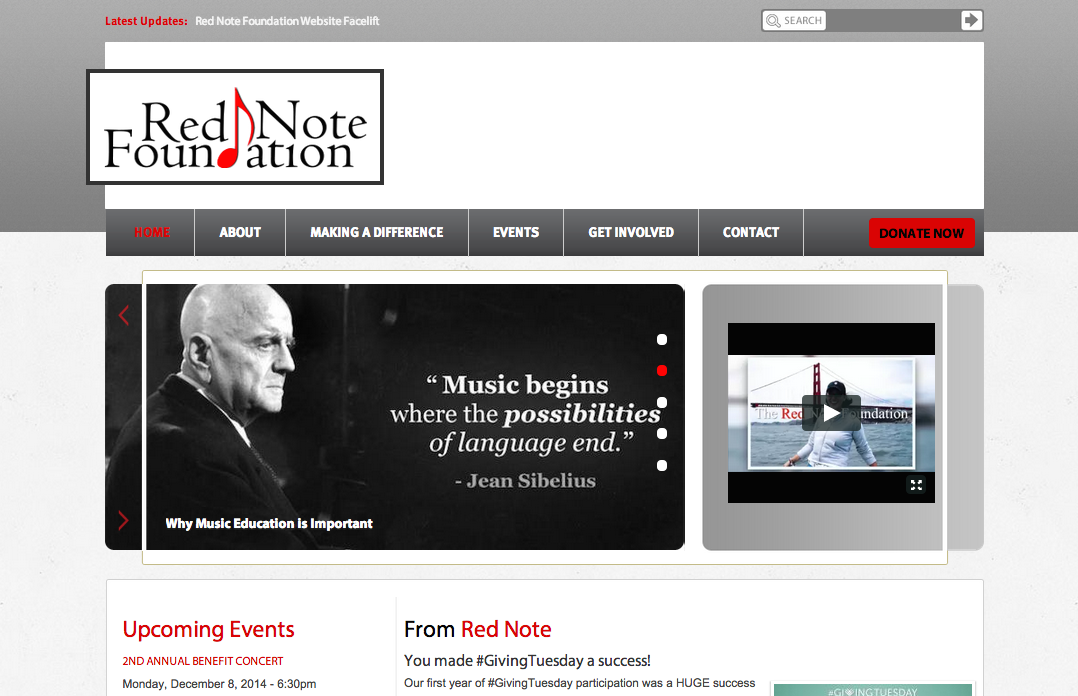 Latest Updates: Red Note Foundation Website Facelift
SEARCH
Red Note
Foundation
HOME
ABOUT
MAKING A DIFFERENCE
EVENTS
GET INVOLVED
CONTACT
DONATE NOW
“ Music begins
where the possibilities
of language end.”
- Jean Sibelius
Why Music Education is Important
The Red Note Foundation
Upcoming Events
2ND ANNUAL BENEFIT CONCERT
Monday, December 8, 2014 - 6:30pm
From Red Note
You made #GivingTuesday a success!
Our first year of #GivingTuesday participation was a HUGE success
#GIVINGTUESDAY